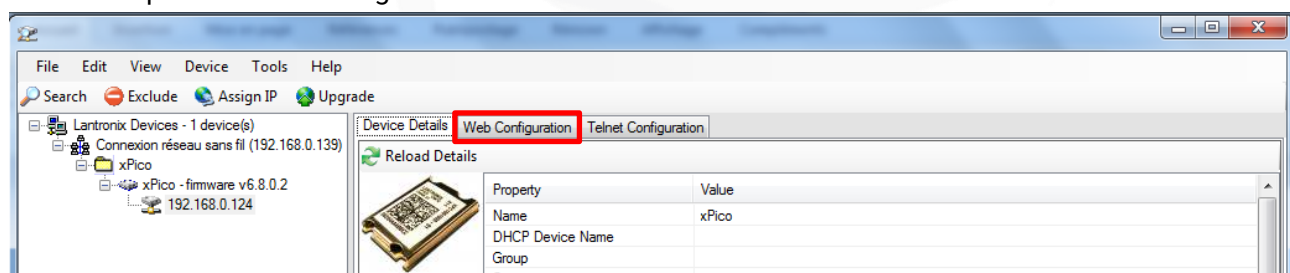 File Edit View Device Tools Help
Search Exclude Assign IP Upgrade
Lantronix Devices - 1 device(s)
Connexion réseau sans fil (192.168.0.139)
xPico
xPico - firmware v6.8.0.2
192.168.0.124
Device Details Web Configuration Telnet Configuration
Reload Details
Property Value
Name xPico
DHCP Device Name
Group